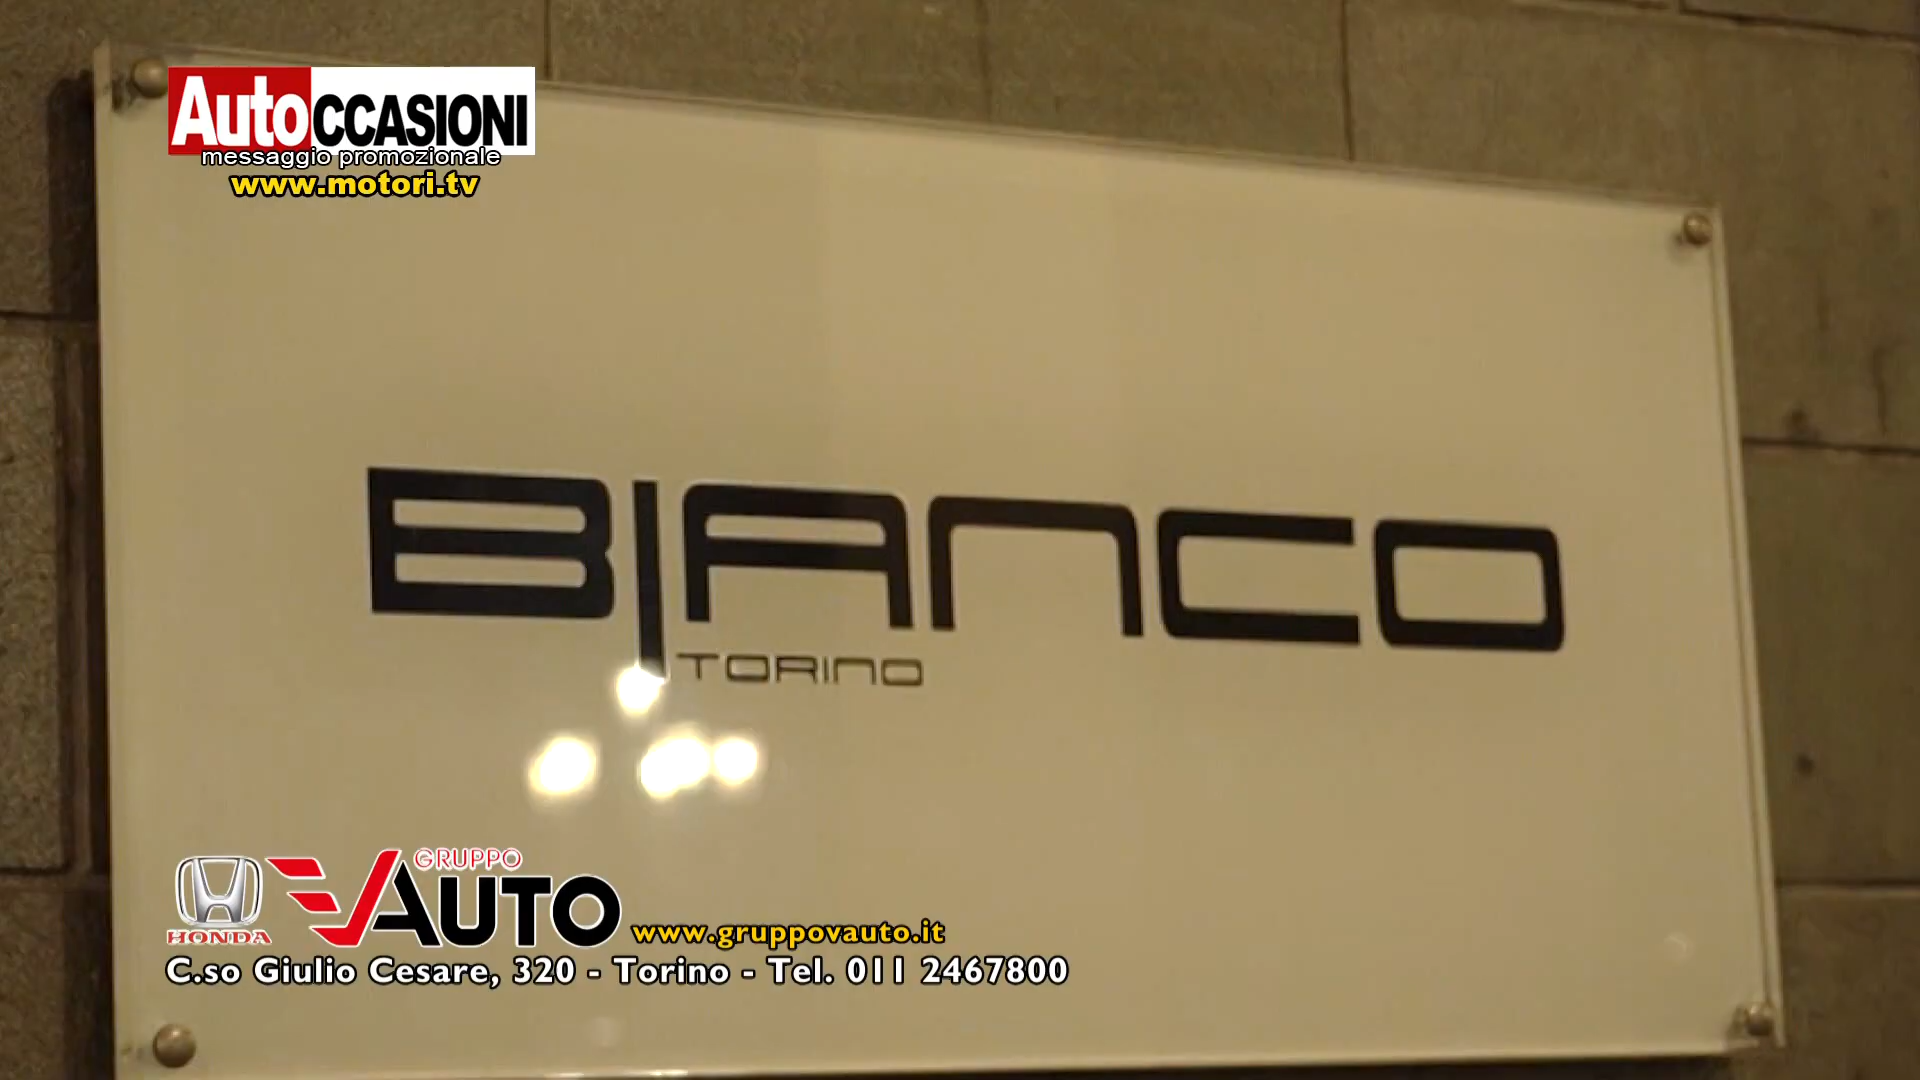 AutOCCASIONI
messaggio promozionale
www.motori.tv
BIANCO
TORINO
GRUPPO
VAUTO
HONDA
www.gruppovauto.it
C.so Giulio Cesare, 320 - Torino - Tel. 011 2467800